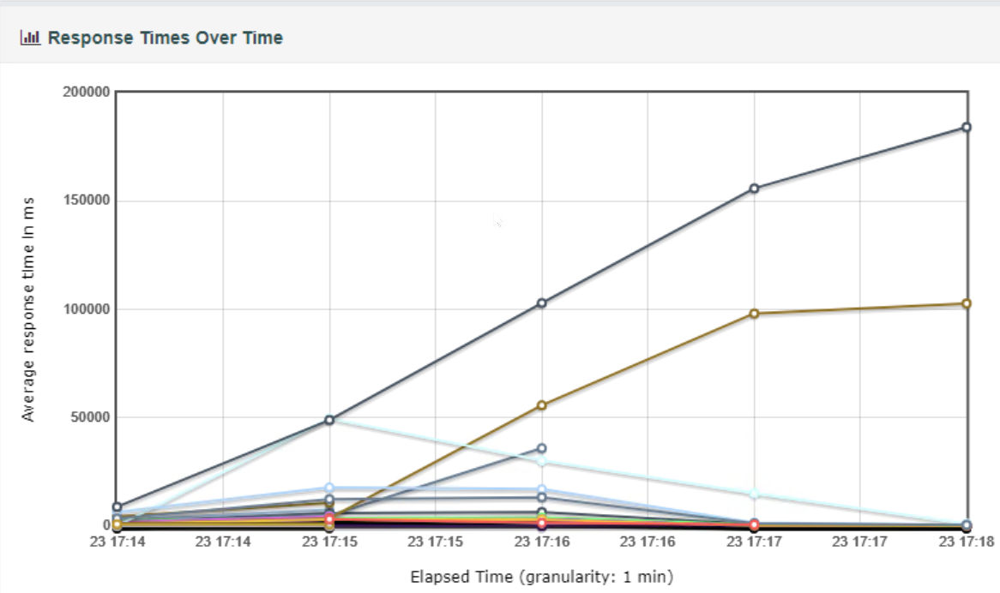 Response Times Over Time
200000
150000
100000
50000
0
Average response time in ms
23 17:14 23 17:14 23 17:15 23 17:15 23 17:16 23 17:16 23 17:17 23 17:17 23 17:18
Elapsed Time (granularity: 1 min)